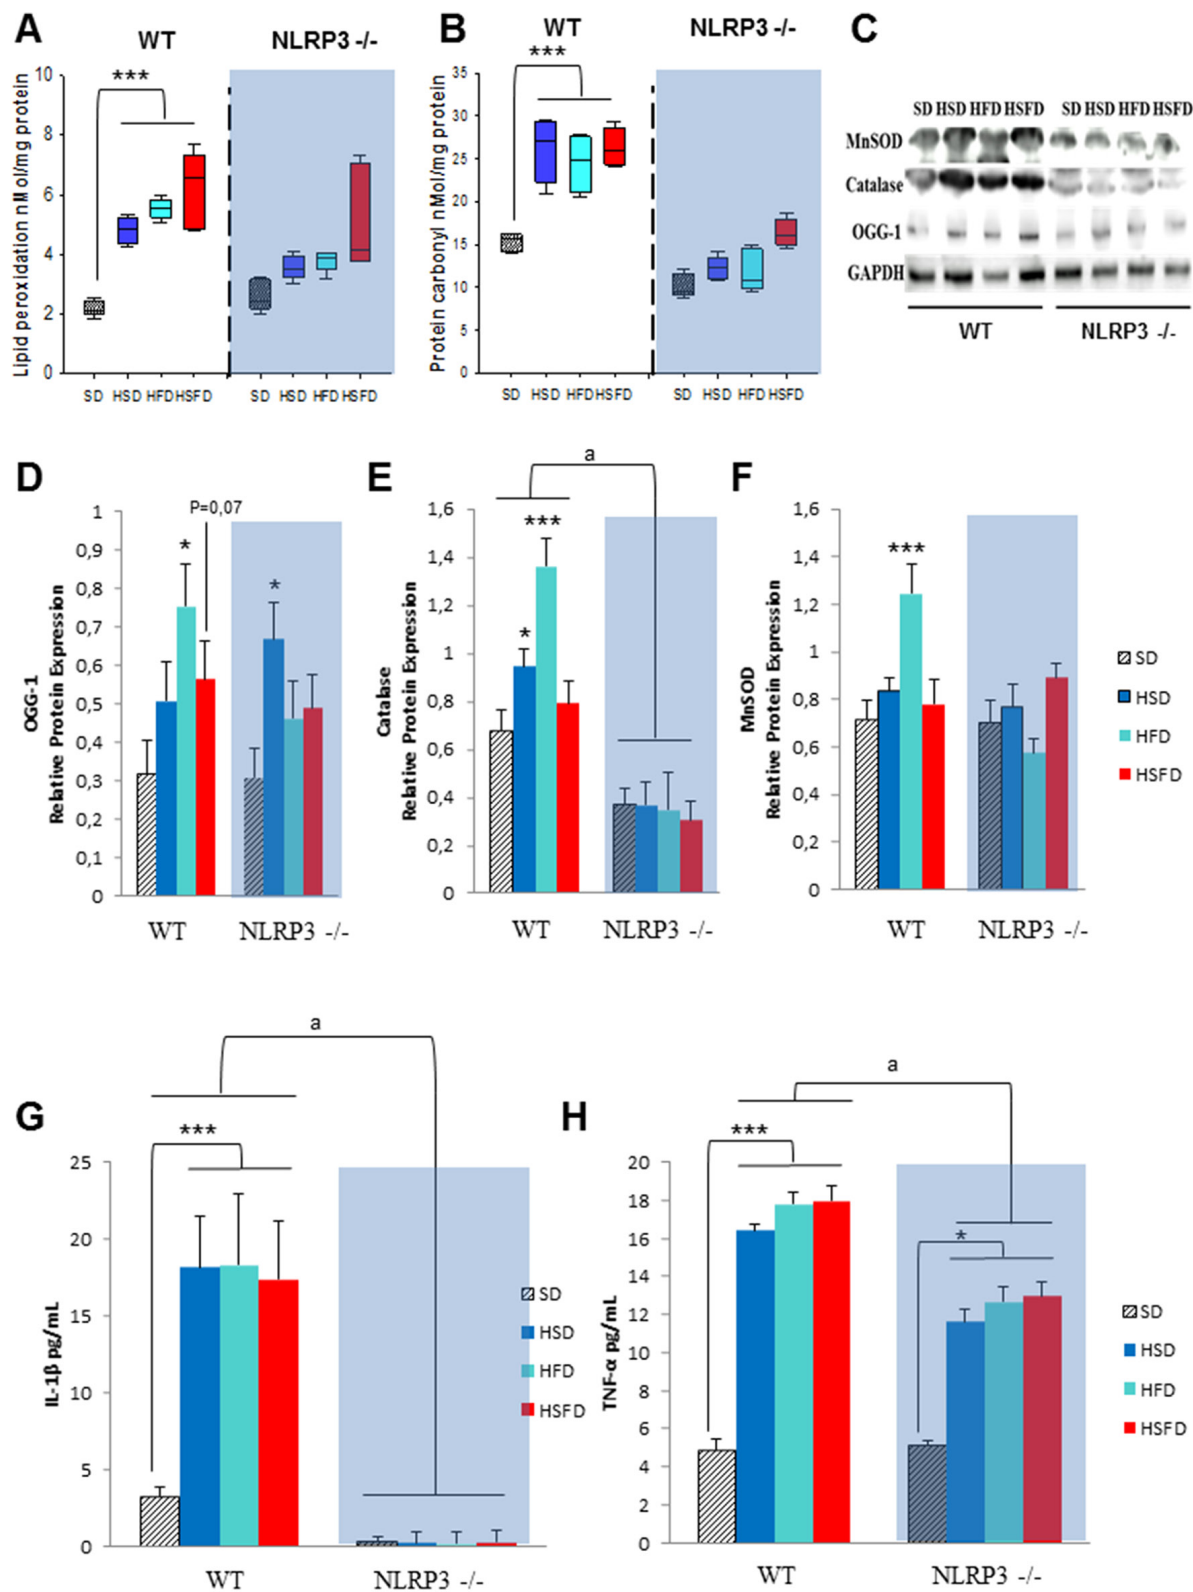 A
WT
NLRP3 -/-
***
Lipid peroxidation nMol/mg protein
10
8
6
4
2
0
SD HSD HFD HSFD
SD HSD HFD HSFD
B
WT
NLRP3 -/-
***
Protein carbonyl nMol/mg protein
35
30
25
20
15
10
5
0
SD HSD HFD HSFD
SD HSD HFD HSFD
C
SD HSD HFD HSFD SD HSD HFD HSFD
MnSOD
Catalase
OGG-1
GAPDH
WT
NLRP3 -/-
D
P=0,07
*
*
OGG-1
Relative Protein Expression
1
0,9
0,8
0,7
0,6
0,5
0,4
0,3
0,2
0,1
0
WT
NLRP3 -/-
E
a
***
*
Catalase
Relative Protein Expression
1,6
1,4
1,2
1
0,8
0,6
0,4
0,2
0
WT
NLRP3 -/-
F
***
MnSOD
Relative Protein Expression
1,6
1,4
1,2
1
0,8
0,6
0,4
0,2
0
WT
NLRP3 -/-
SD
HSD
HFD
HSFD
G
a
***
IL-1β pg/mL
25
20
15
10
5
0
WT
NLRP3 -/-
SD
HSD
HFD
HSFD
H
a
***
*
TNF-α pg/mL
20
18
16
14
12
10
8
6
4
2
0
WT
NLRP3 -/-
SD
HSD
HFD
HSFD